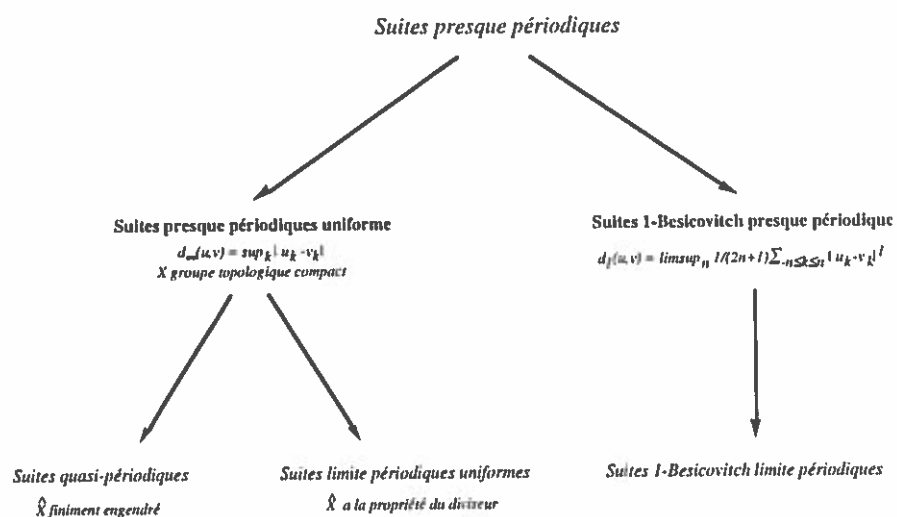 Suites presque périodiques
Suites presque périodiques uniforme
d∞(u,v) = sup_k | u_k - v_k |
X groupe topologique compact
Suites 1-Besicovitch presque périodique
d_1(u,v) = limsup_n 1/(2n+1) ∑_{-n≤k≤n} | u_k - v_k |^1
Suites quasi-périodiques
X̂ finiment engendré
Suites limite périodiques uniformes
X̂ a la propriété du diviseur
Suites 1-Besicovitch limite périodiques